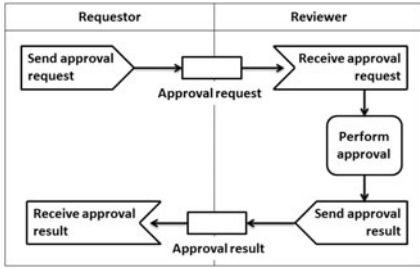 Requestor
Reviewer
Send approval
request
Receive approval
request
Approval request
Perform
approval
Receive approval
result
Send approval
result
Approval result